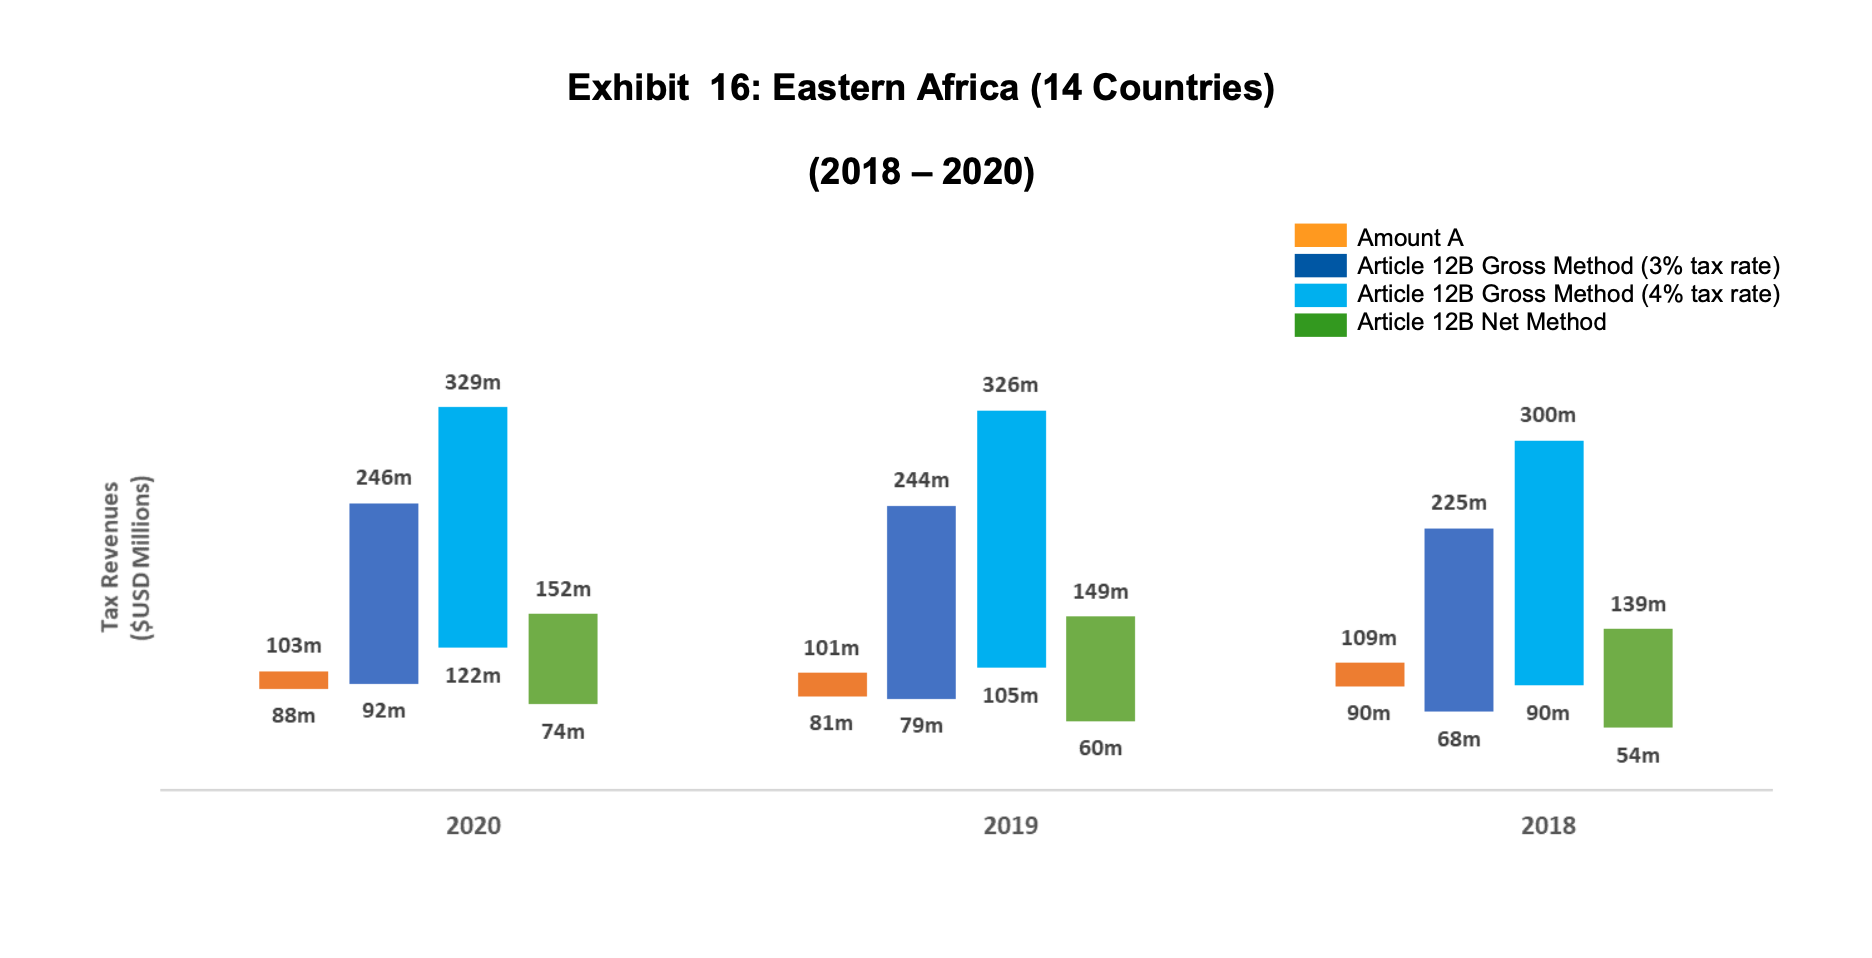 Exhibit  16: Eastern Africa (14 Countries)
(2018 – 2020)
Amount A
Article 12B Gross Method (3% tax rate)
Article 12B Gross Method (4% tax rate)
Article 12B Net Method
Tax Revenues
($USD Millions)
103m
88m
246m
92m
329m
122m
152m
74m
101m
81m
244m
79m
326m
105m
149m
60m
109m
90m
225m
68m
300m
90m
139m
54m
2020
2019
2018